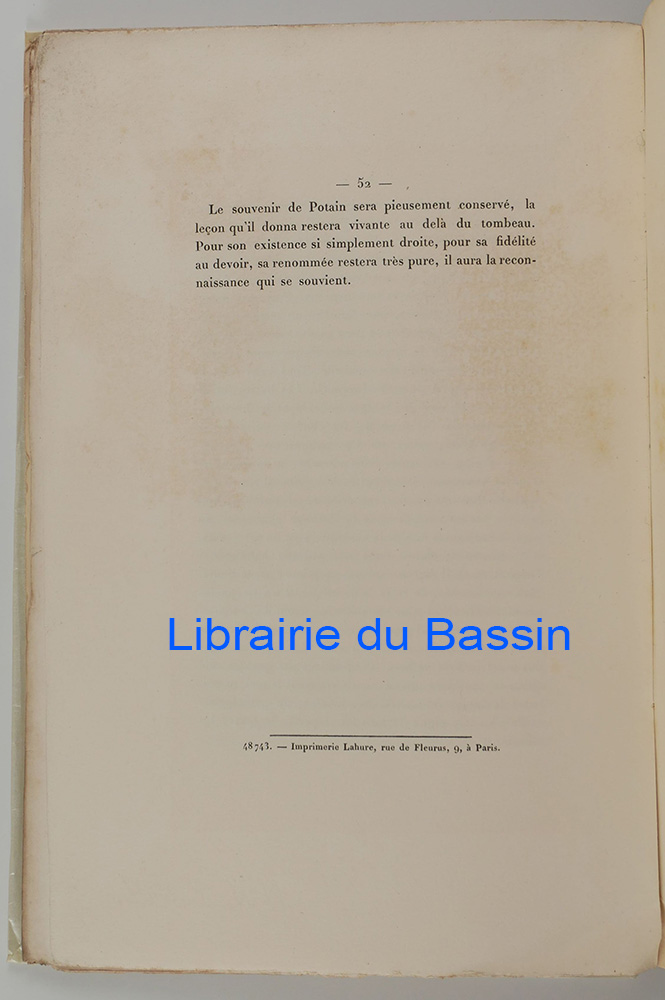 — 52 —
Le souvenir de Potain sera pieusement conservé, la
leçon qu'il donna restera vivante au delà du tombeau.
Pour son existence si simplement droite, pour sa fidélité
au devoir, sa renommée restera très pure, il aura la recon-
naissance qui se souvient.
Librairie du Bassin
48743. — Imprimerie Lahure, rue de Fleurus, 9, à Paris.